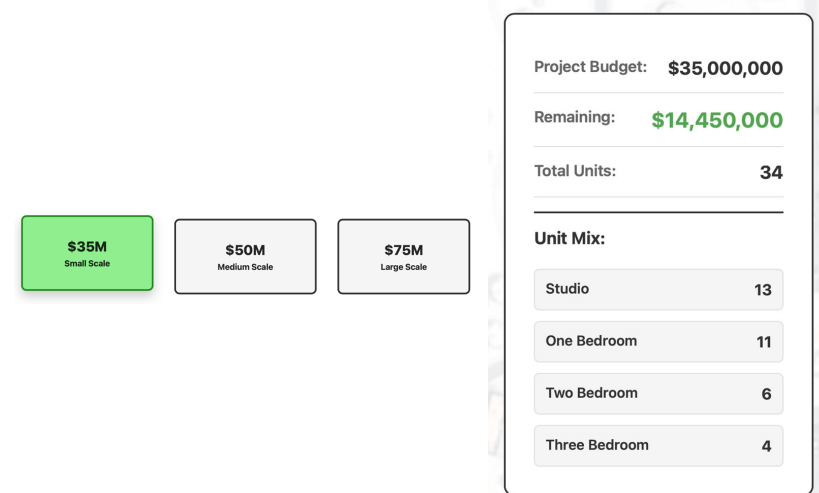 $35M
Small Scale
$50M
Medium Scale
$75M
Large Scale
Project Budget: $35,000,000
Remaining: $14,450,000
Total Units: 34
Unit Mix:
Studio 13
One Bedroom 11
Two Bedroom 6
Three Bedroom 4